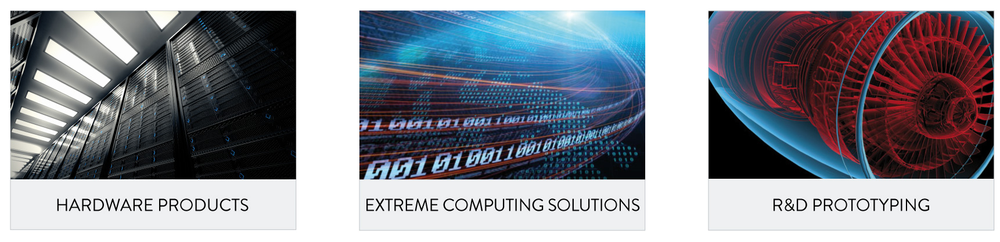 HARDWARE PRODUCTS
EXTREME COMPUTING SOLUTIONS
R&D PROTOTYPING